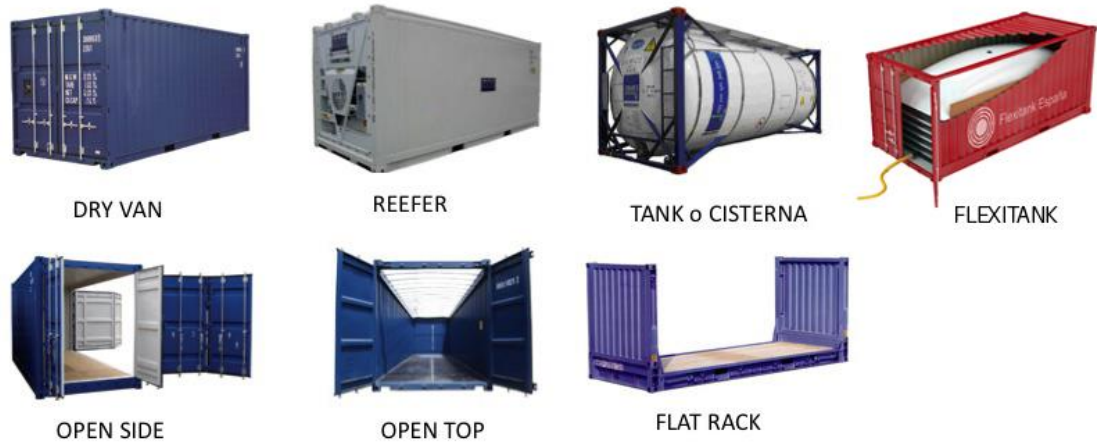 DRY VAN
REEFER
TANK o CISTERNA
Flexitank España
FLEXITANK
OPEN SIDE
OPEN TOP
FLAT RACK